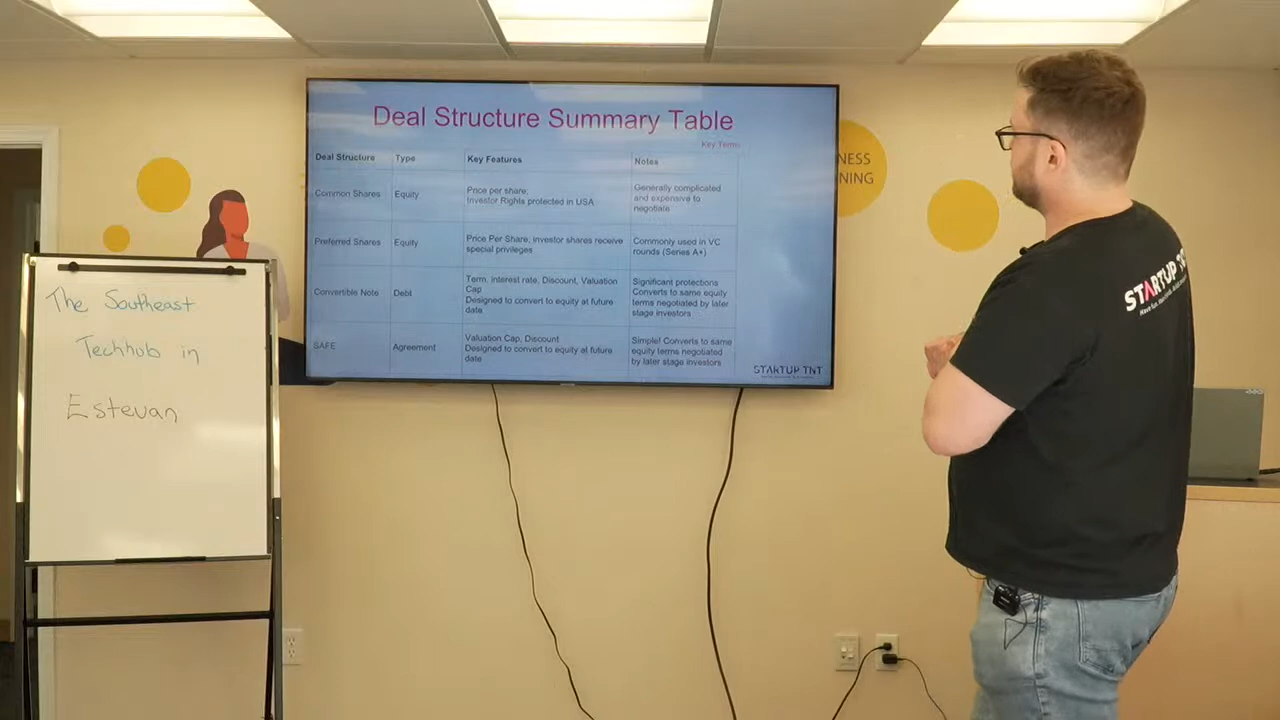 The Southeast
Techhub in
Estevan
Deal Structure Summary Table
Key Terms
Deal Structure
Type
Key Features
Notes
Common Shares
Equity
Price per share,
Investor Rights protected in USA
Generally complicated
and expensive to
negotiate
Preferred Shares
Equity
Price Per Share, investor shares receive
special privileges
Commonly used in VC
rounds (Series A+)
Convertible Note
Debt
Term, interest rate, Discount, Valuation
Cap
Designed to convert to equity at future
date
Significant protections
Converts to same equity
terms negotiated by later
stage investors
SAFE
Agreement
Valuation Cap, Discount
Designed to convert to equity at future
date
Simple! Converts to same
equity terms negotiated
by later stage investors
STARTUP TNT
NESS
NING
STARTUP